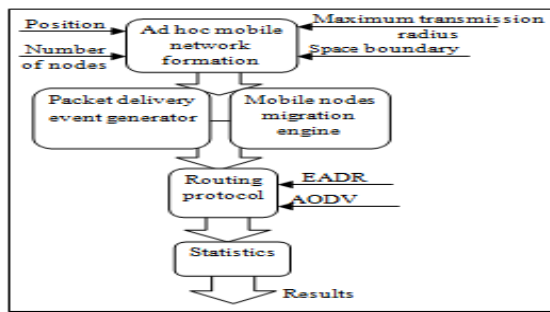 Position
Number
of nodes
Ad hoc mobile
network
formation
Maximum transmission
radius
Space boundary
Packet delivery
event generator
Mobile nodes
migration
engine
Routing
protocol
EADR
AODV
Statistics
Results